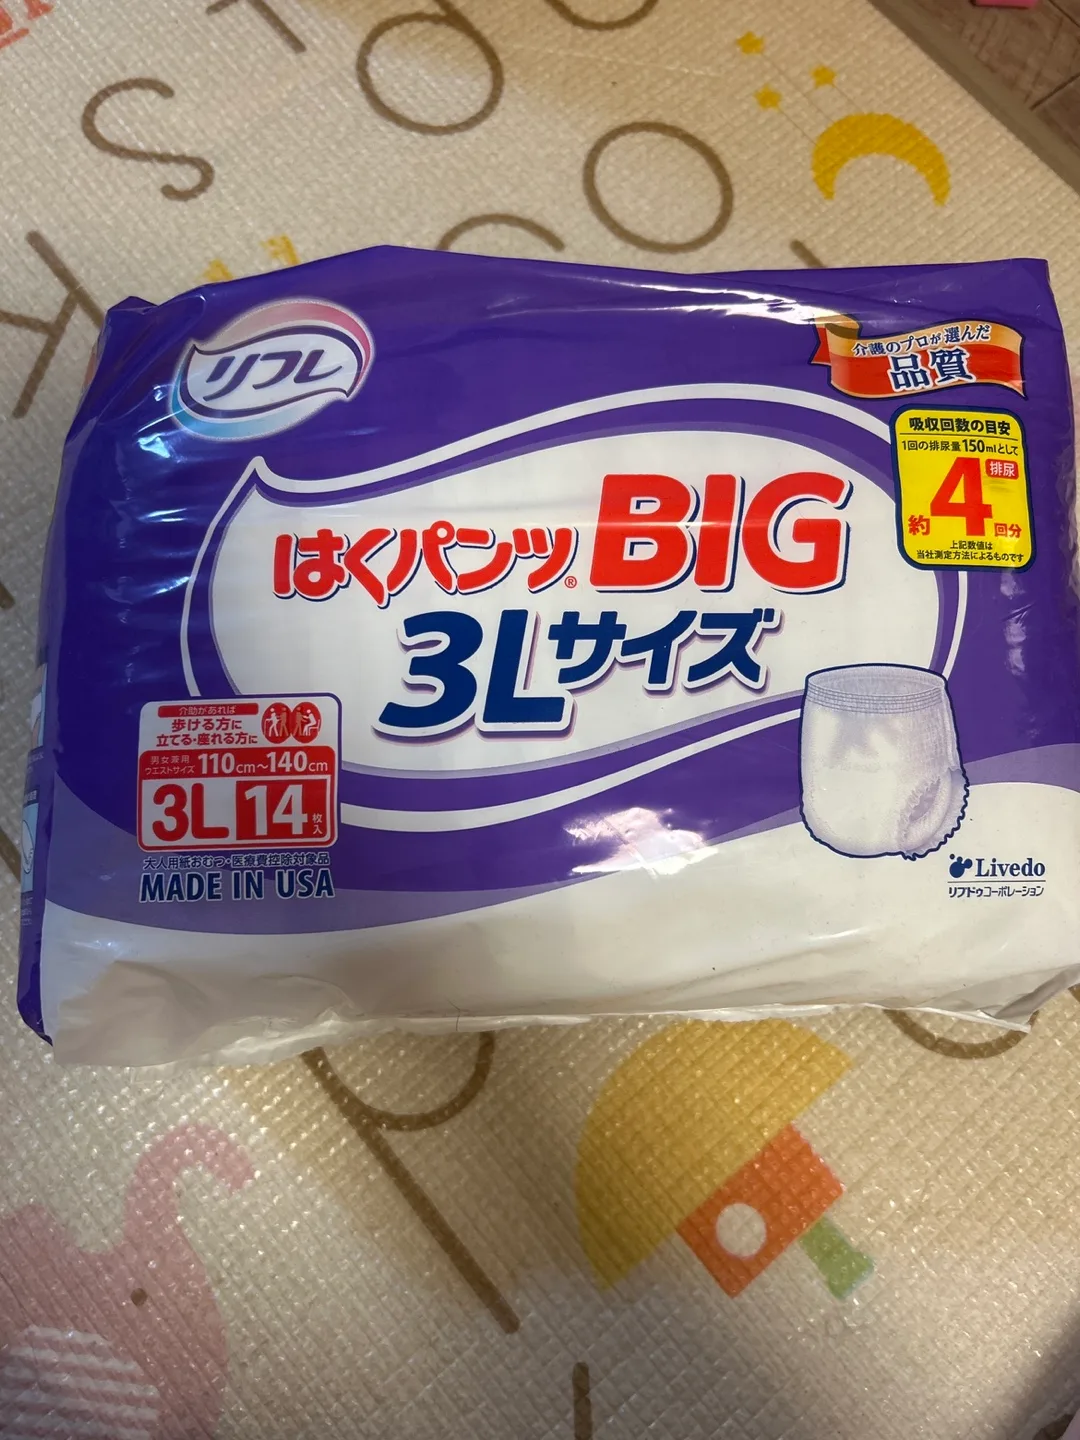 リフレ
介護のプロが選んだ
品質
吸収回数の目安
1回の排尿量150mlとして
約4回分
排尿
上記数値は
当社測定方法によるものです
はくパンツ® BIG
3Lサイズ
介助があれば
歩ける方に
立てる・座れる方に
男女兼用
ウエストサイズ 110cm～140cm
3L 14枚入
大人用紙おむつ・医療費控除対象品
MADE IN USA
Livedo
リブドゥコーポレーション